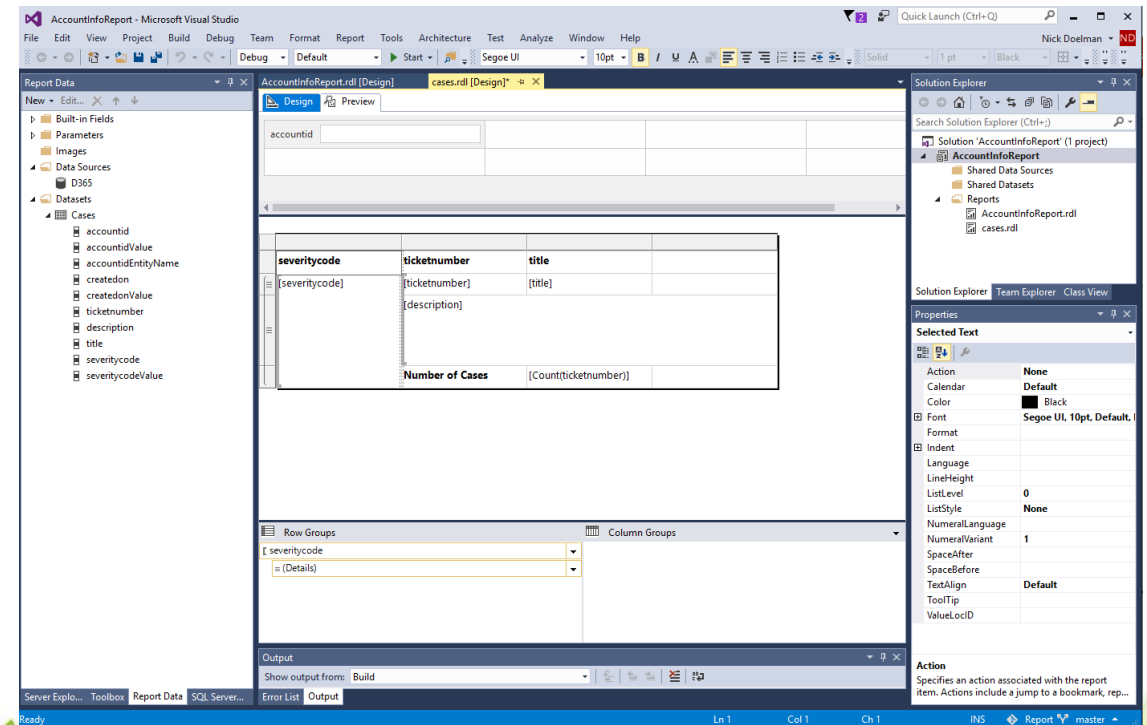 AccountInfoReport - Microsoft Visual Studio
2
Quick Launch (Ctrl+Q)
File Edit View Project Build Debug Team Format Report Tools Architecture Test Analyze Window Help
Nick Doelman ND
Debug Default Start Segoe UI 10pt B I U A Solid 1 pt Black
Report Data
New Edit...
Built-in Fields
Parameters
Images
Data Sources
D365
Datasets
Cases
accountid
accountidValue
accountidEntityName
createdon
createdonValue
ticketnumber
description
title
severitycode
severitycodeValue
Server Explo... Toolbox Report Data SQL Server...
AccountInfoReport.rdl [Design] cases.rdl [Design]*
Design Preview
accountid
severitycode ticketnumber title
[severitycode] [ticketnumber] [title]
[description]
Number of Cases [Count(ticketnumber)]
Row Groups Column Groups
severitycode
(Details)
Output
Show output from: Build
Error List Output
Solution Explorer
Search Solution Explorer (Ctrl+;)
Solution 'AccountInfoReport' (1 project)
AccountInfoReport
Shared Data Sources
Shared Datasets
Reports
AccountInfoReport.rdl
cases.rdl
Solution Explorer Team Explorer Class View
Properties
Selected Text
Action None
Calendar Default
Color Black
Font Segoe UI, 10pt, Default,
Format
Indent
Language
LineHeight
ListLevel 0
ListStyle None
NumeralLanguage
NumeralVariant 1
SpaceAfter
SpaceBefore
TextAlign Default
ToolTip
ValueLocID
Action
Specifies an action associated with the report
item. Actions include a jump to a bookmark, rep...
Ready Ln 1 Col 1 Ch 1 INS Report master